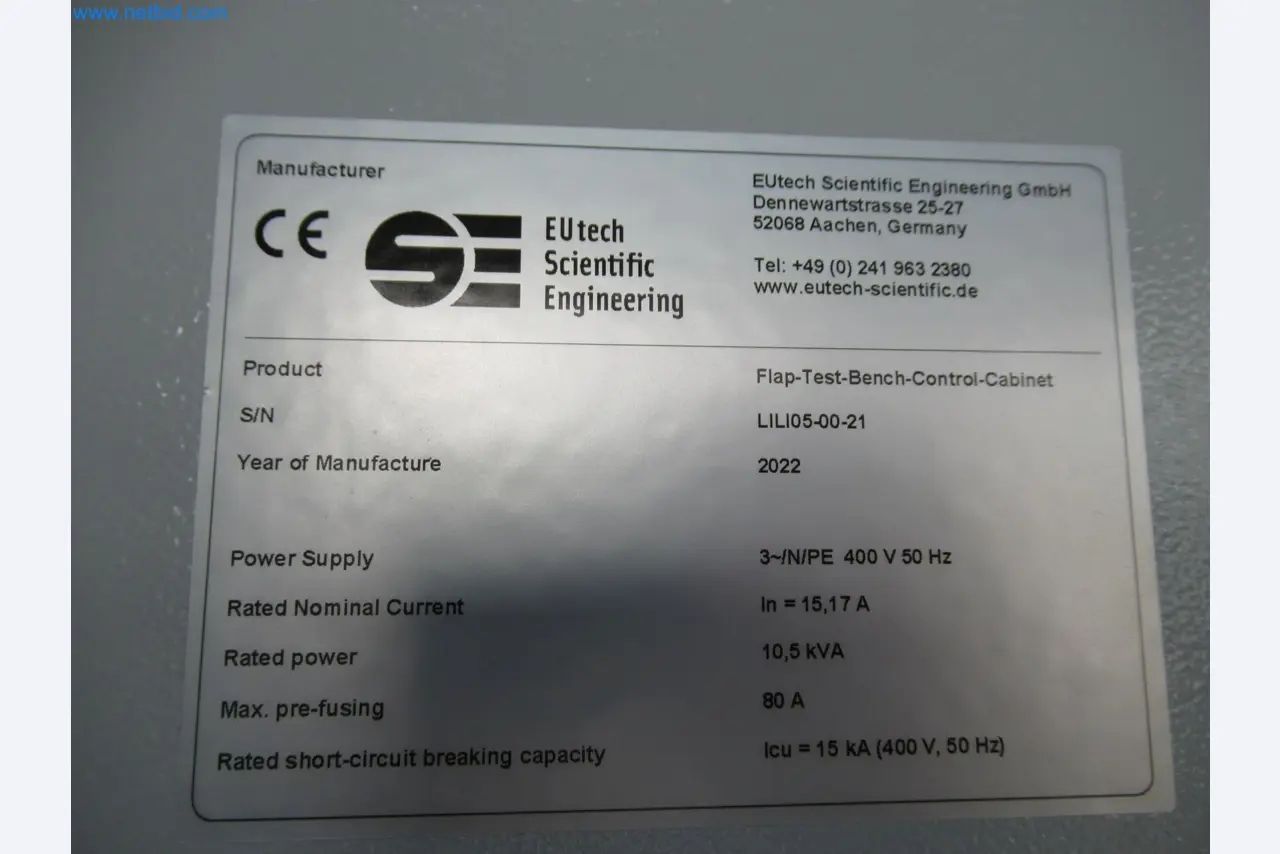 www.netbid.com
Manufacturer
CE
SE
EUtech
Scientific
Engineering
EUtech Scientific Engineering GmbH
Dennewartstrasse 25-27
52068 Aachen, Germany
Tel: +49 (0) 241 963 2380
www.eutech-scientific.de
Product Flap-Test-Bench-Control-Cabinet
S/N LILI05-00-21
Year of Manufacture 2022
Power Supply 3~/N/PE 400 V 50 Hz
Rated Nominal Current In = 15,17 A
Rated power 10,5 kVA
Max. pre-fusing 80 A
Rated short-circuit breaking capacity Icu = 15 kA (400 V, 50 Hz)